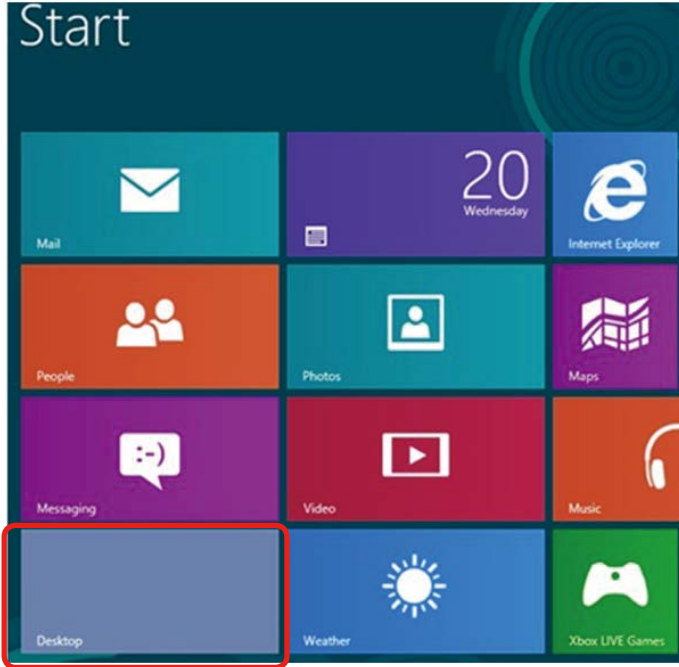 Start
20
Wednesday
Mail
Internet Explorer
People
Photos
Maps
:-)
Messaging
Video
Music
Desktop
Weather
Xbox LIVE Games